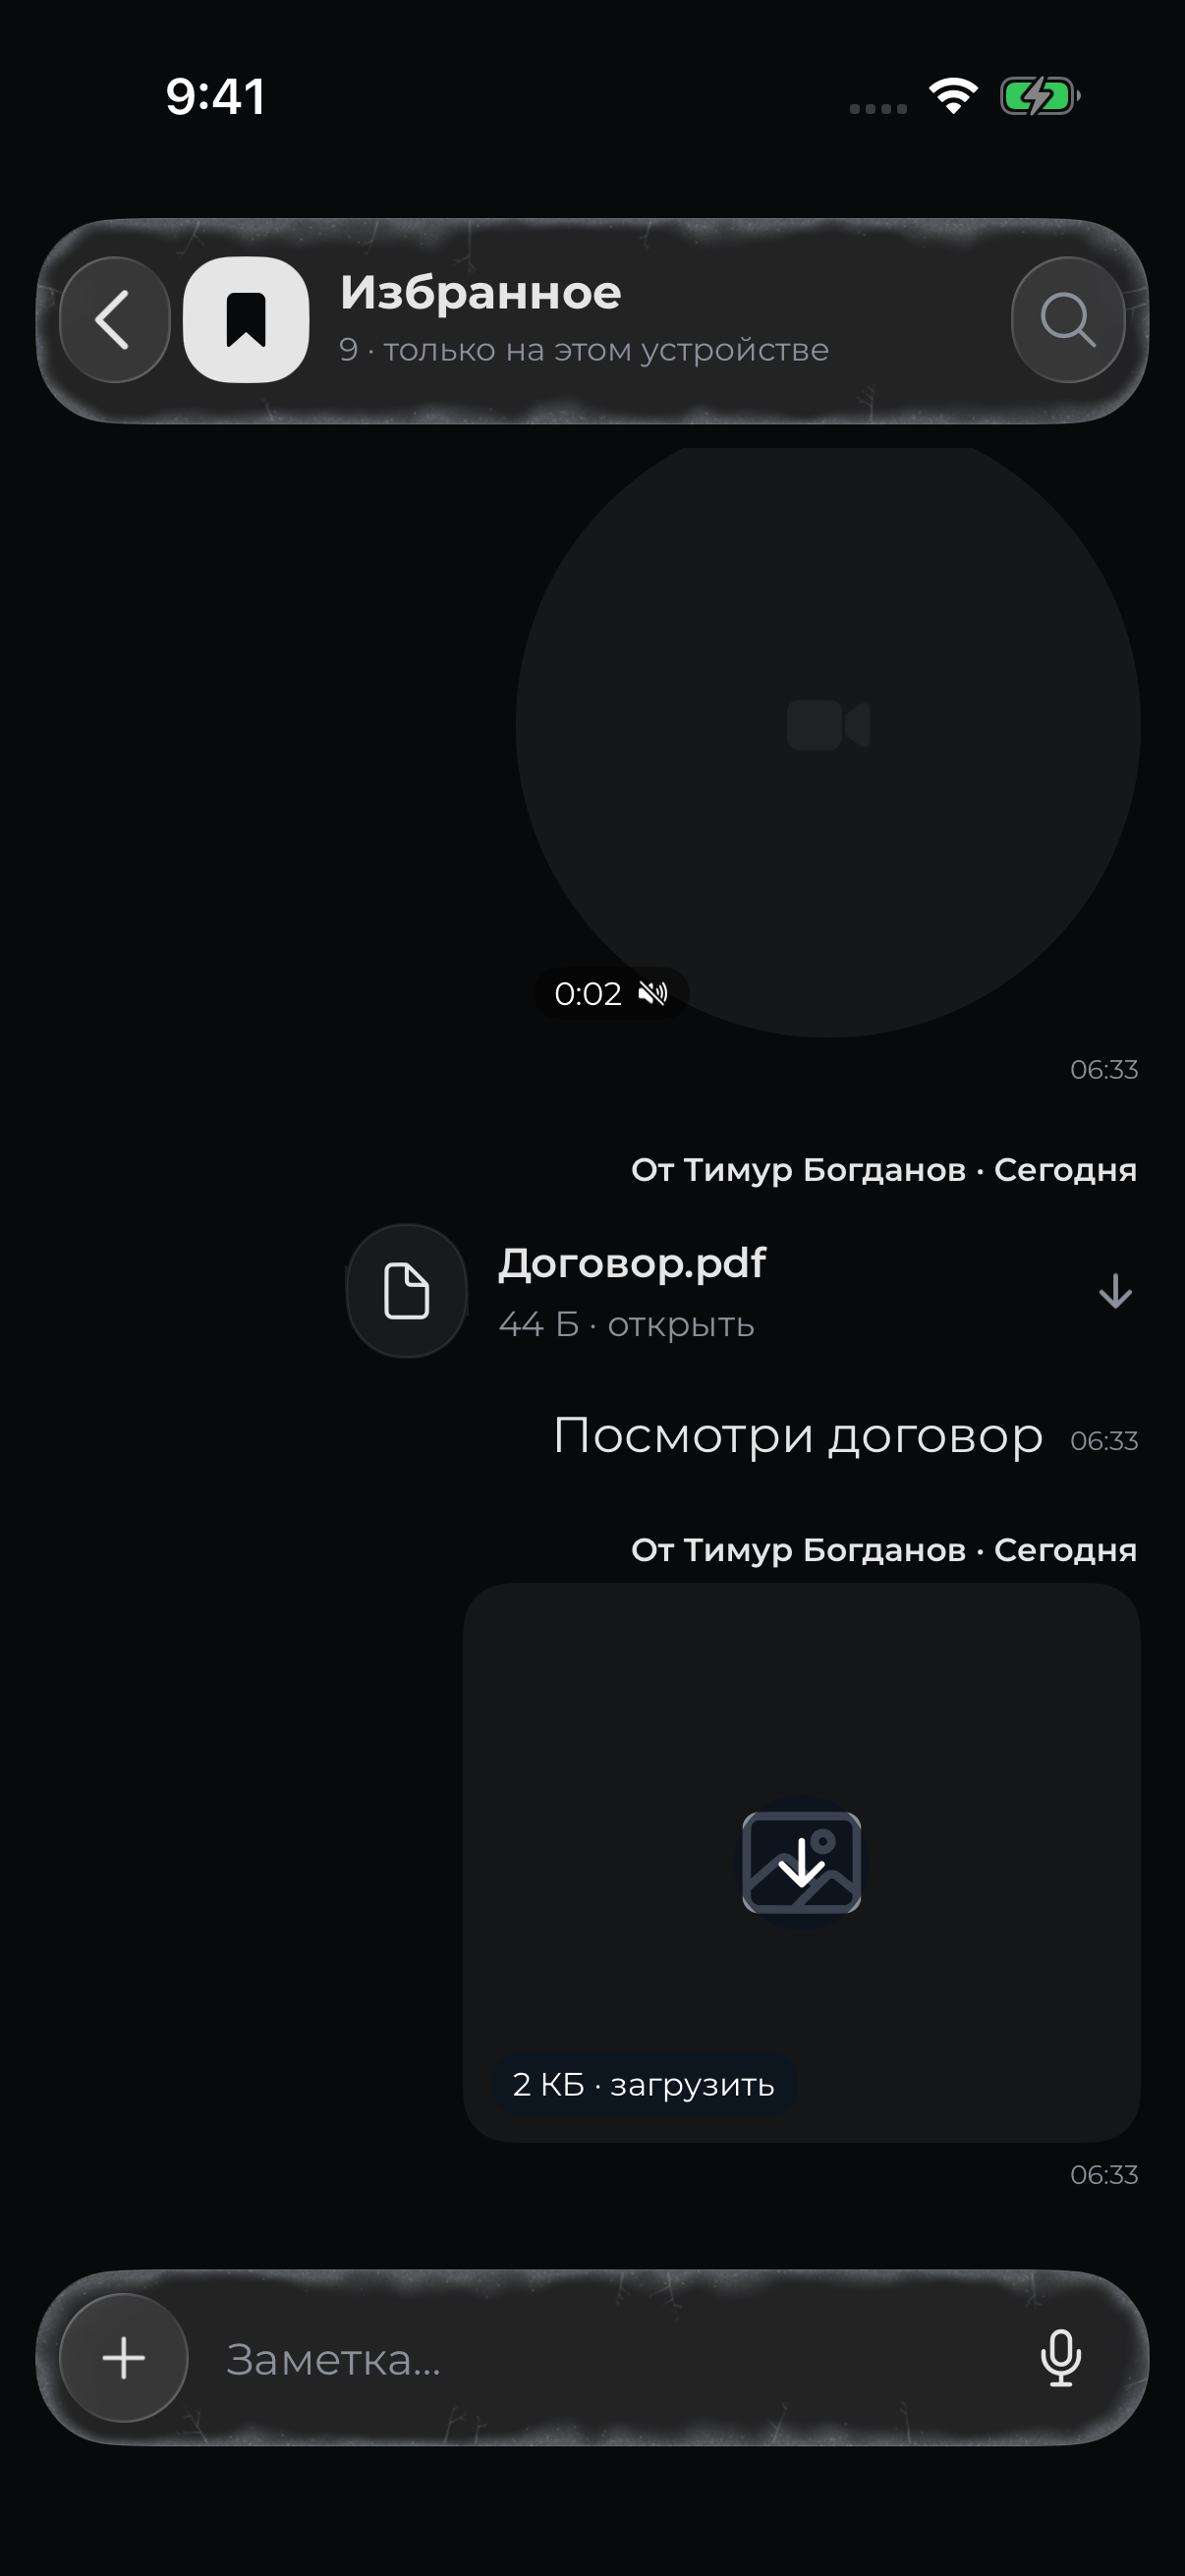 9:41
Избранное
9 · только на этом устройстве
0:02
06:33
От Тимур Богданов · Сегодня
Договор.pdf
44 Б · открыть
Посмотри договор 06:33
От Тимур Богданов · Сегодня
2 КБ · загрузить
06:33
Заметка...